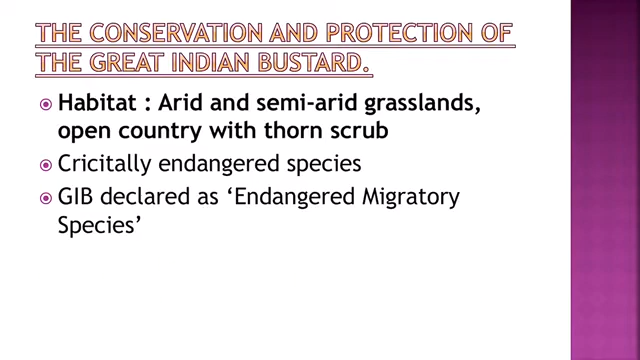 THE CONSERVATION AND PROTECTION OF
THE GREAT INDIAN BUSTARD.
Habitat : Arid and semi-arid grasslands,
open country with thorn scrub
Cricitally endangered species
GIB declared as ‘Endangered Migratory
Species’